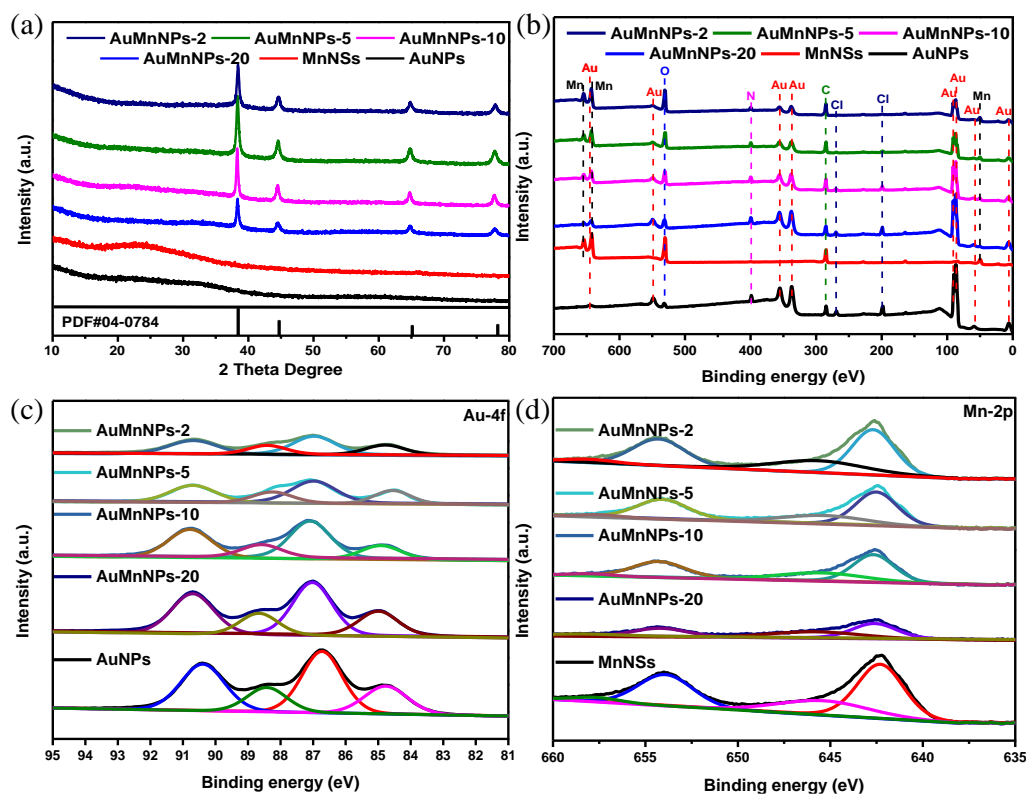 (a)
AuMnNPs-2 AuMnNPs-5 AuMnNPs-10
AuMnNPs-20 MnNSs AuNPs
Intensity (a.u.)
PDF#04-0784
10 20 30 40 50 60 70 80
2 Theta Degree
(b)
AuMnNPs-2 AuMnNPs-5 AuMnNPs-10
AuMnNPs-20 MnNSs AuNPs
Mn Au Mn Au O N Au Au C Cl Cl Au Au Au Mn Au
Intensity (a.u.)
700 600 500 400 300 200 100 0
Binding energy (eV)
(c)
Au-4f
AuMnNPs-2
AuMnNPs-5
AuMnNPs-10
AuMnNPs-20
AuNPs
Intensity (a.u.)
95 94 93 92 91 90 89 88 87 86 85 84 83 82 81
Binding energy (eV)
(d)
Mn-2p
AuMnNPs-2
AuMnNPs-5
AuMnNPs-10
AuMnNPs-20
MnNSs
Intensity (a.u.)
660 655 650 645 640 635
Binding energy (eV)